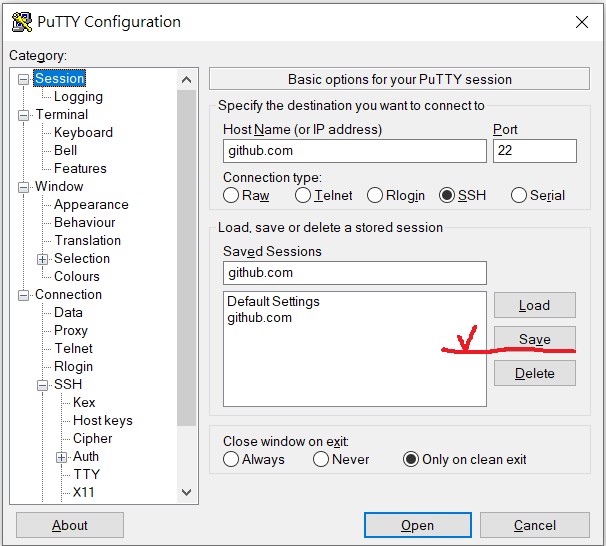 PuTTY Configuration
Category:
Session
Logging
Terminal
Keyboard
Bell
Features
Window
Appearance
Behaviour
Translation
Selection
Colours
Connection
Data
Proxy
Telnet
Rlogin
SSH
Kex
Host keys
Cipher
Auth
TTY
X11
Basic options for your PuTTY session
Specify the destination you want to connect to
Host Name (or IP address) Port
github.com 22
Connection type:
Raw Telnet Rlogin SSH Serial
Load, save or delete a stored session
Saved Sessions
github.com
Default Settings
github.com
Load
Save
Delete
Close window on exit:
Always Never Only on clean exit
About Open Cancel